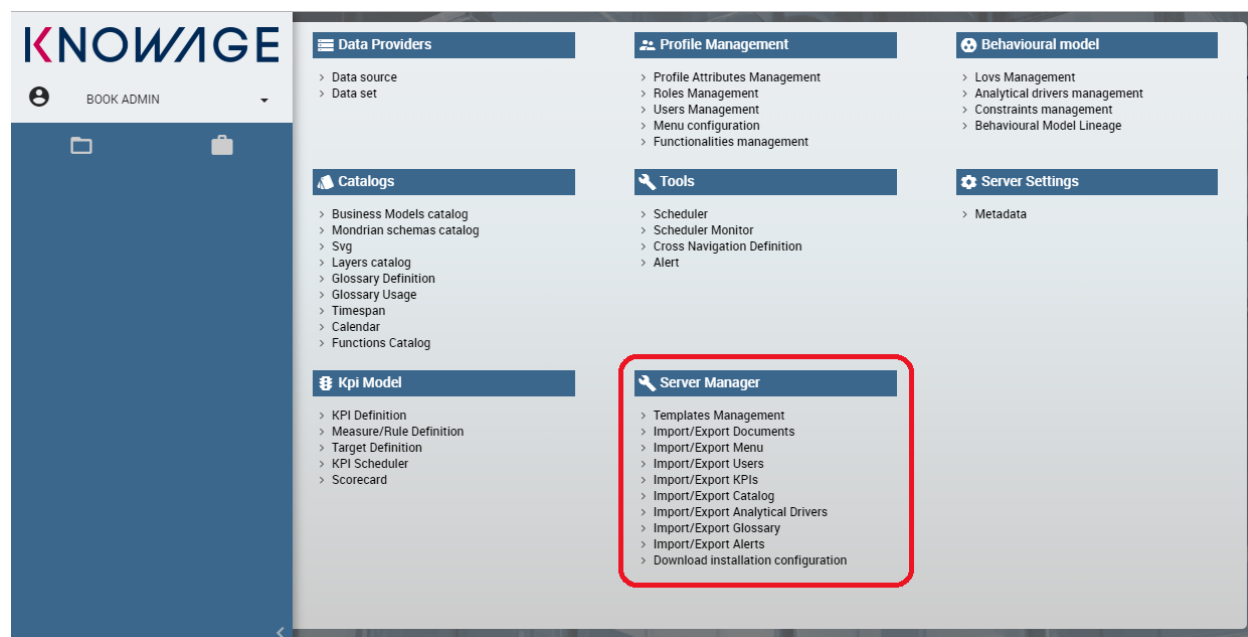 KNOWAGE
BOOK ADMIN
Data Providers
Data source
Data set
Profile Management
Profile Attributes Management
Roles Management
Users Management
Menu configuration
Functionalities management
Behavioural model
Lovs Management
Analytical drivers management
Constraints management
Behavioural Model Lineage
Catalogs
Business Models catalog
Mondrian schemas catalog
Svg
Layers catalog
Glossary Definition
Glossary Usage
Timespan
Calendar
Functions Catalog
Tools
Scheduler
Scheduler Monitor
Cross Navigation Definition
Alert
Server Settings
Metadata
Kpi Model
KPI Definition
Measure/Rule Definition
Target Definition
KPI Scheduler
Scorecard
Server Manager
Templates Management
Import/Export Documents
Import/Export Menu
Import/Export Users
Import/Export KPIs
Import/Export Catalog
Import/Export Analytical Drivers
Import/Export Glossary
Import/Export Alerts
Download installation configuration